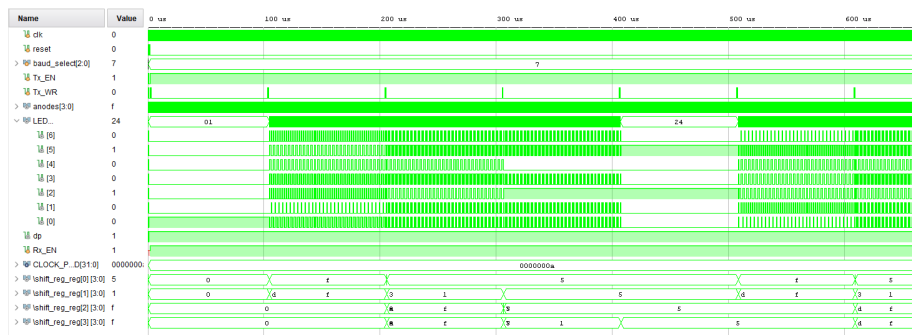 Name Value 0 us 100 us 200 us 300 us 400 us 500 us 600 us
clk 0
reset 0
baud_select[2:0] 7 7
Tx_EN 1
Tx_WR 0
anodes[3:0] f
LED... 24 01 24
[6] 0
[5] 1
[4] 0
[3] 0
[2] 1
[1] 0
[0] 0
dp 1
Rx_EN 1
CLOCK_P...D[31:0] 0000000 0000000a
\shift_reg_reg[0] [3:0] 5 0 f 5 f 5
\shift_reg_reg[1] [3:0] 1 0 d f 3 1 5 d f 3 1
\shift_reg_reg[2] [3:0] f 0 f 5 d f
\shift_reg_reg[3] [3:0] f 0 f 1 5 d f